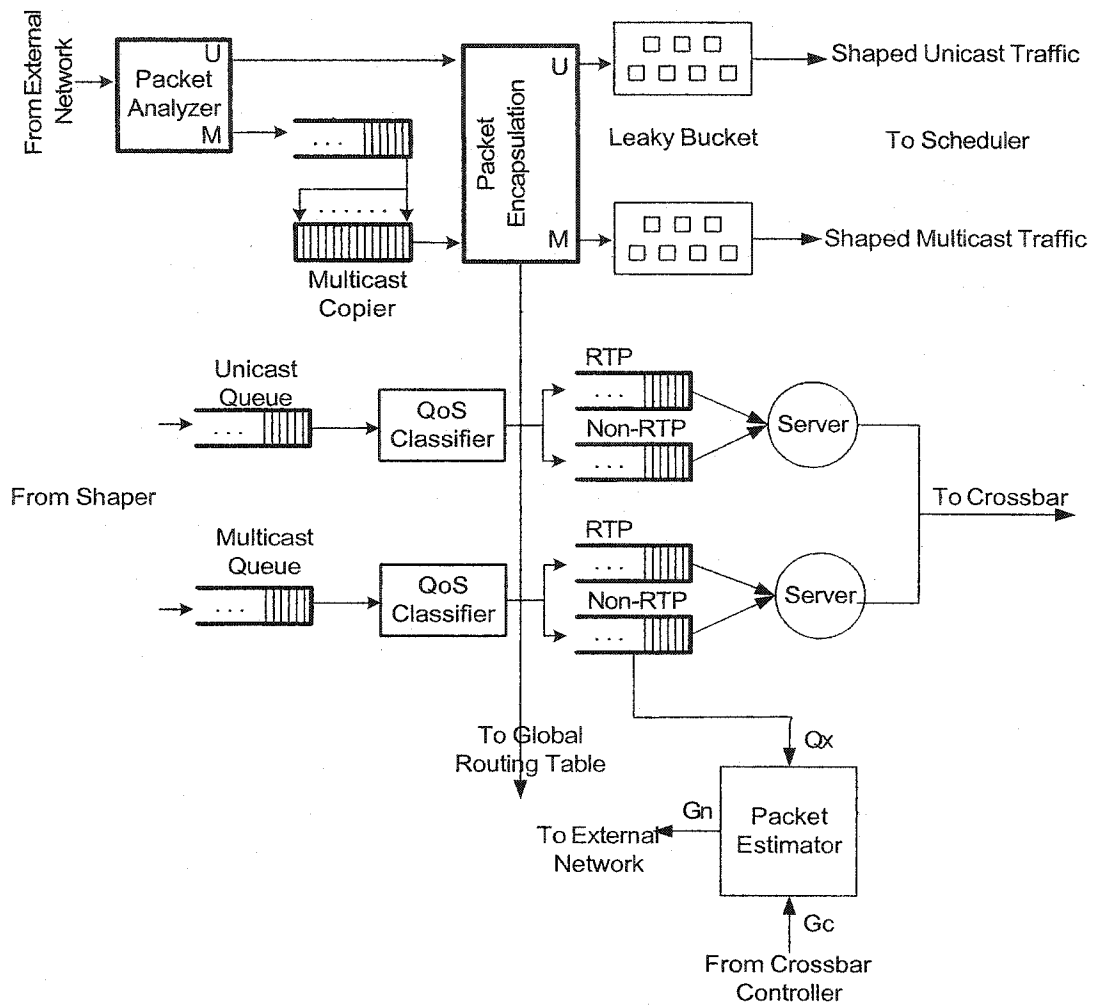 From External
Network
Packet
Analyzer
U
M
. . .
. . . . . . .
Multicast
Copier
Packet
Encapsulation
U
M
Leaky Bucket
Shaped Unicast Traffic
To Scheduler
Shaped Multicast Traffic
From Shaper
Unicast
Queue
. . .
QoS
Classifier
RTP
. . .
Non-RTP
. . .
Server
To Crossbar
Multicast
Queue
. . .
QoS
Classifier
RTP
. . .
Non-RTP
. . .
Server
To Global
Routing Table
Qx
Gn
To External
Network
Packet
Estimator
Gc
From Crossbar
Controller